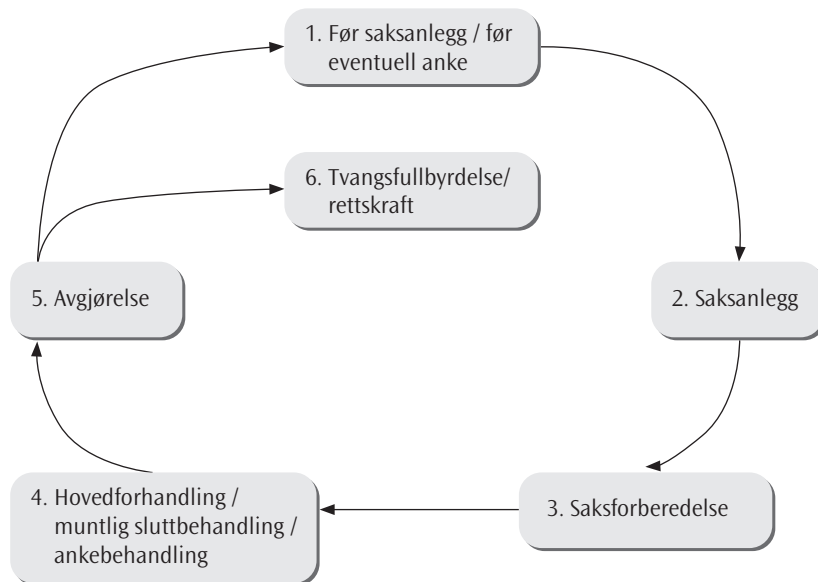 1. Før saksanlegg / før
eventuell anke
6. Tvangsfullbyrdelse/
rettskraft
5. Avgjørelse
2. Saksanlegg
4. Hovedforhandling /
muntlig sluttbehandling /
ankebehandling
3. Saksforberedelse